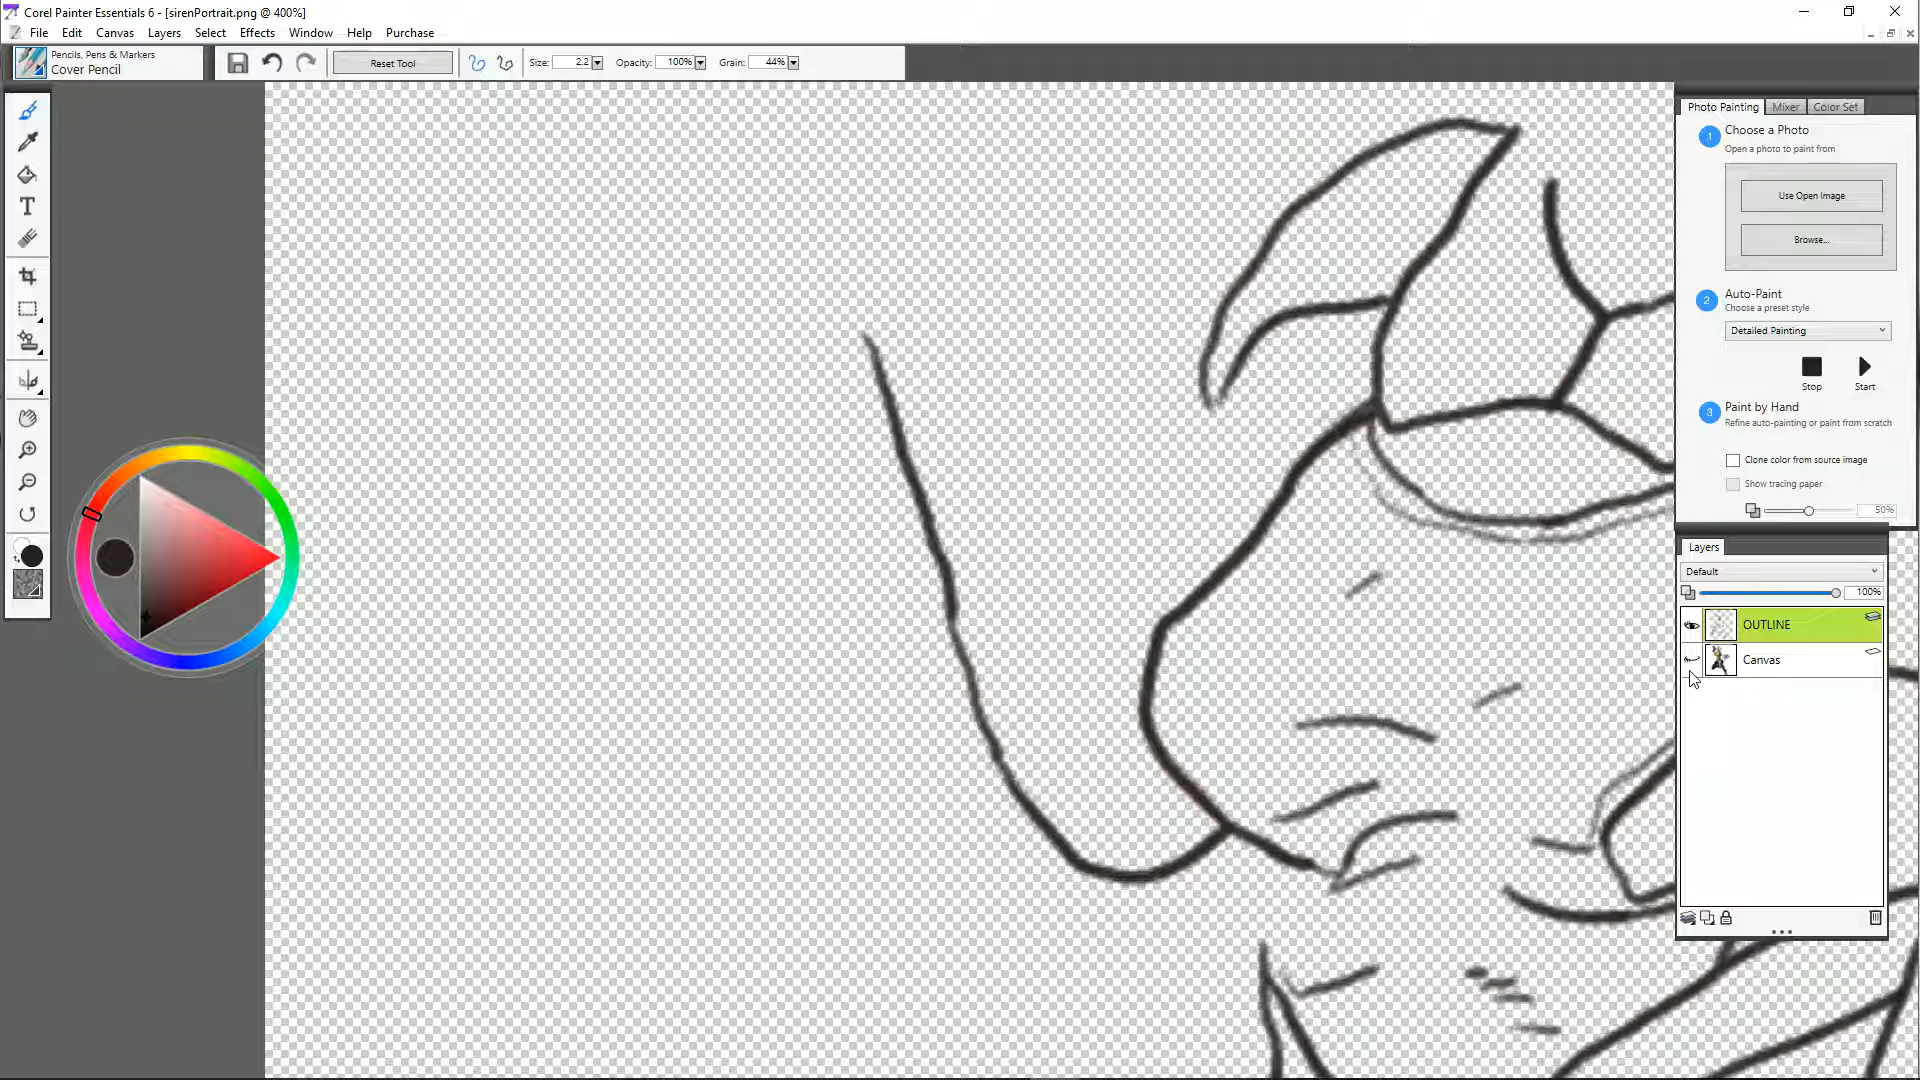 Corel Painter Essentials 6 - [sirenPortrait.png @ 400%]
File Edit Canvas Layers Select Effects Window Help Purchase
Pencils, Pens & Markers
Cover Pencil
Reset Tool
Size: 2.2
Opacity: 100%
Grain: 44%
T
Photo Painting Mixer Color Set
1 Choose a Photo
Open a photo to paint from
Use Open Image
Browse...
2 Auto-Paint
Choose a preset style
Detailed Painting
Stop Start
3 Paint by Hand
Refine auto-painting or paint from scratch
Clone color from source image
Show tracing paper
50%
Layers
Default
100%
OUTLINE
Canvas